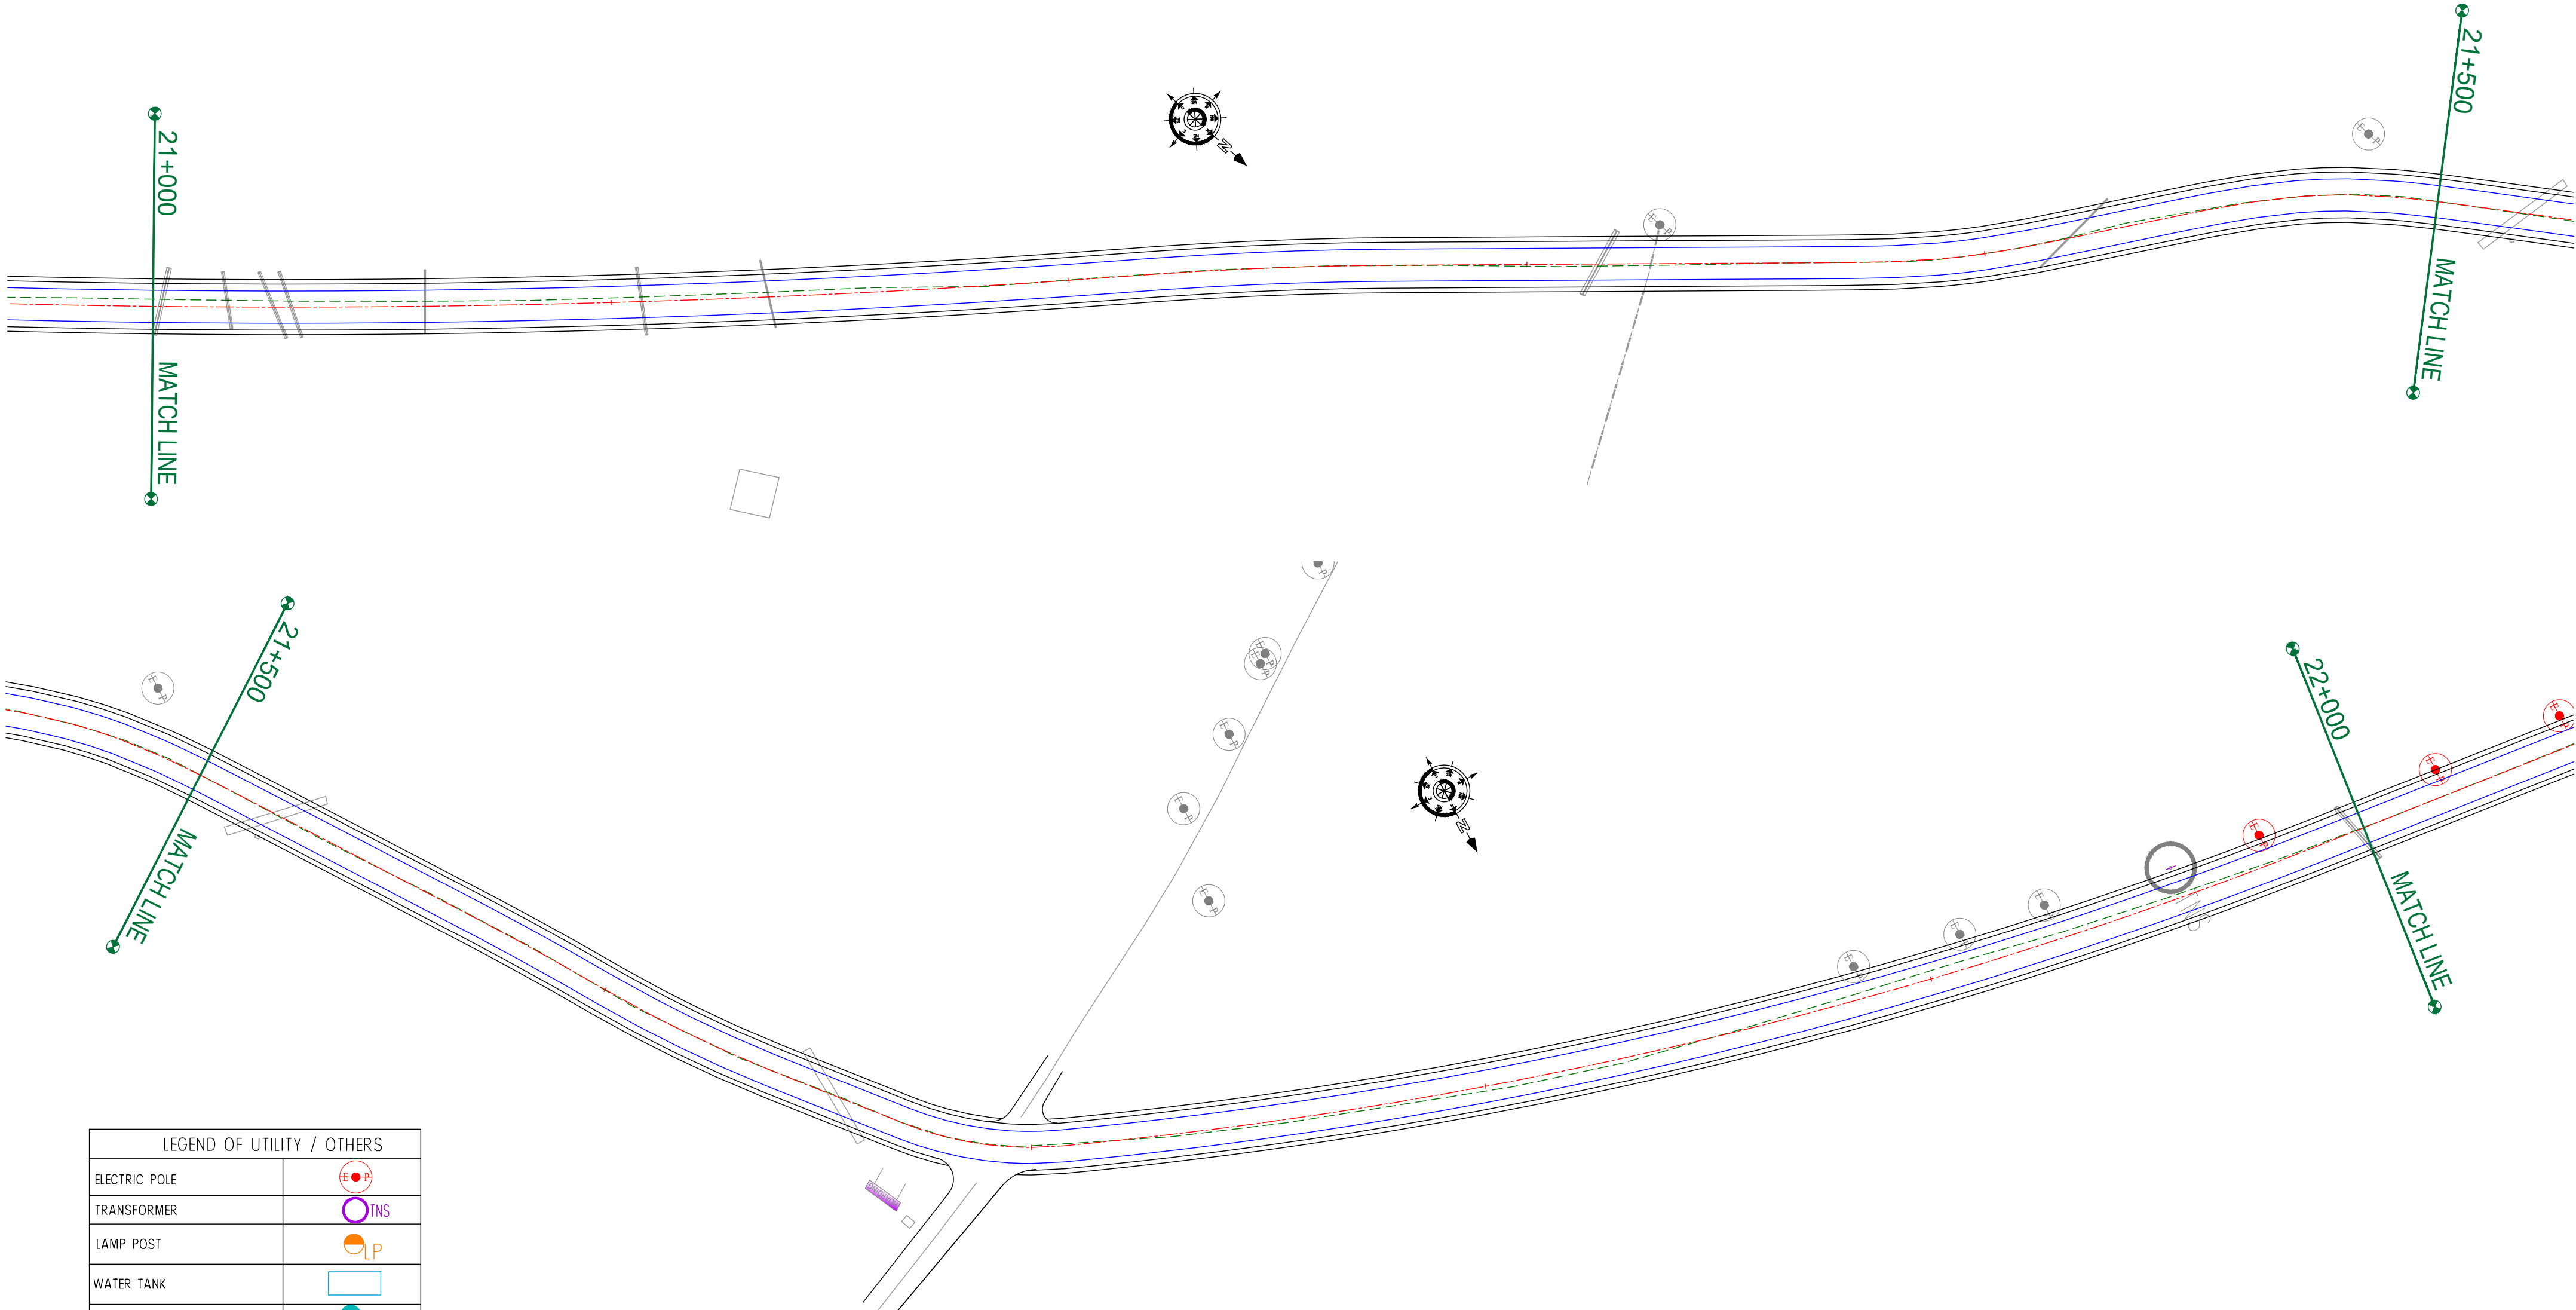 21+000
MATCH LINE
N
E P
E P
21+500
MATCH LINE
E P
21+500
MATCH LINE
E P
E P
E P
E P
E P
E P
N
E P
E P
E P
E P
E P
E P
22+000
MATCH LINE
LEGEND OF UTILITY / OTHERS
ELECTRIC POLE
E P
TRANSFORMER
TNS
LAMP POST
LP
WATER TANK